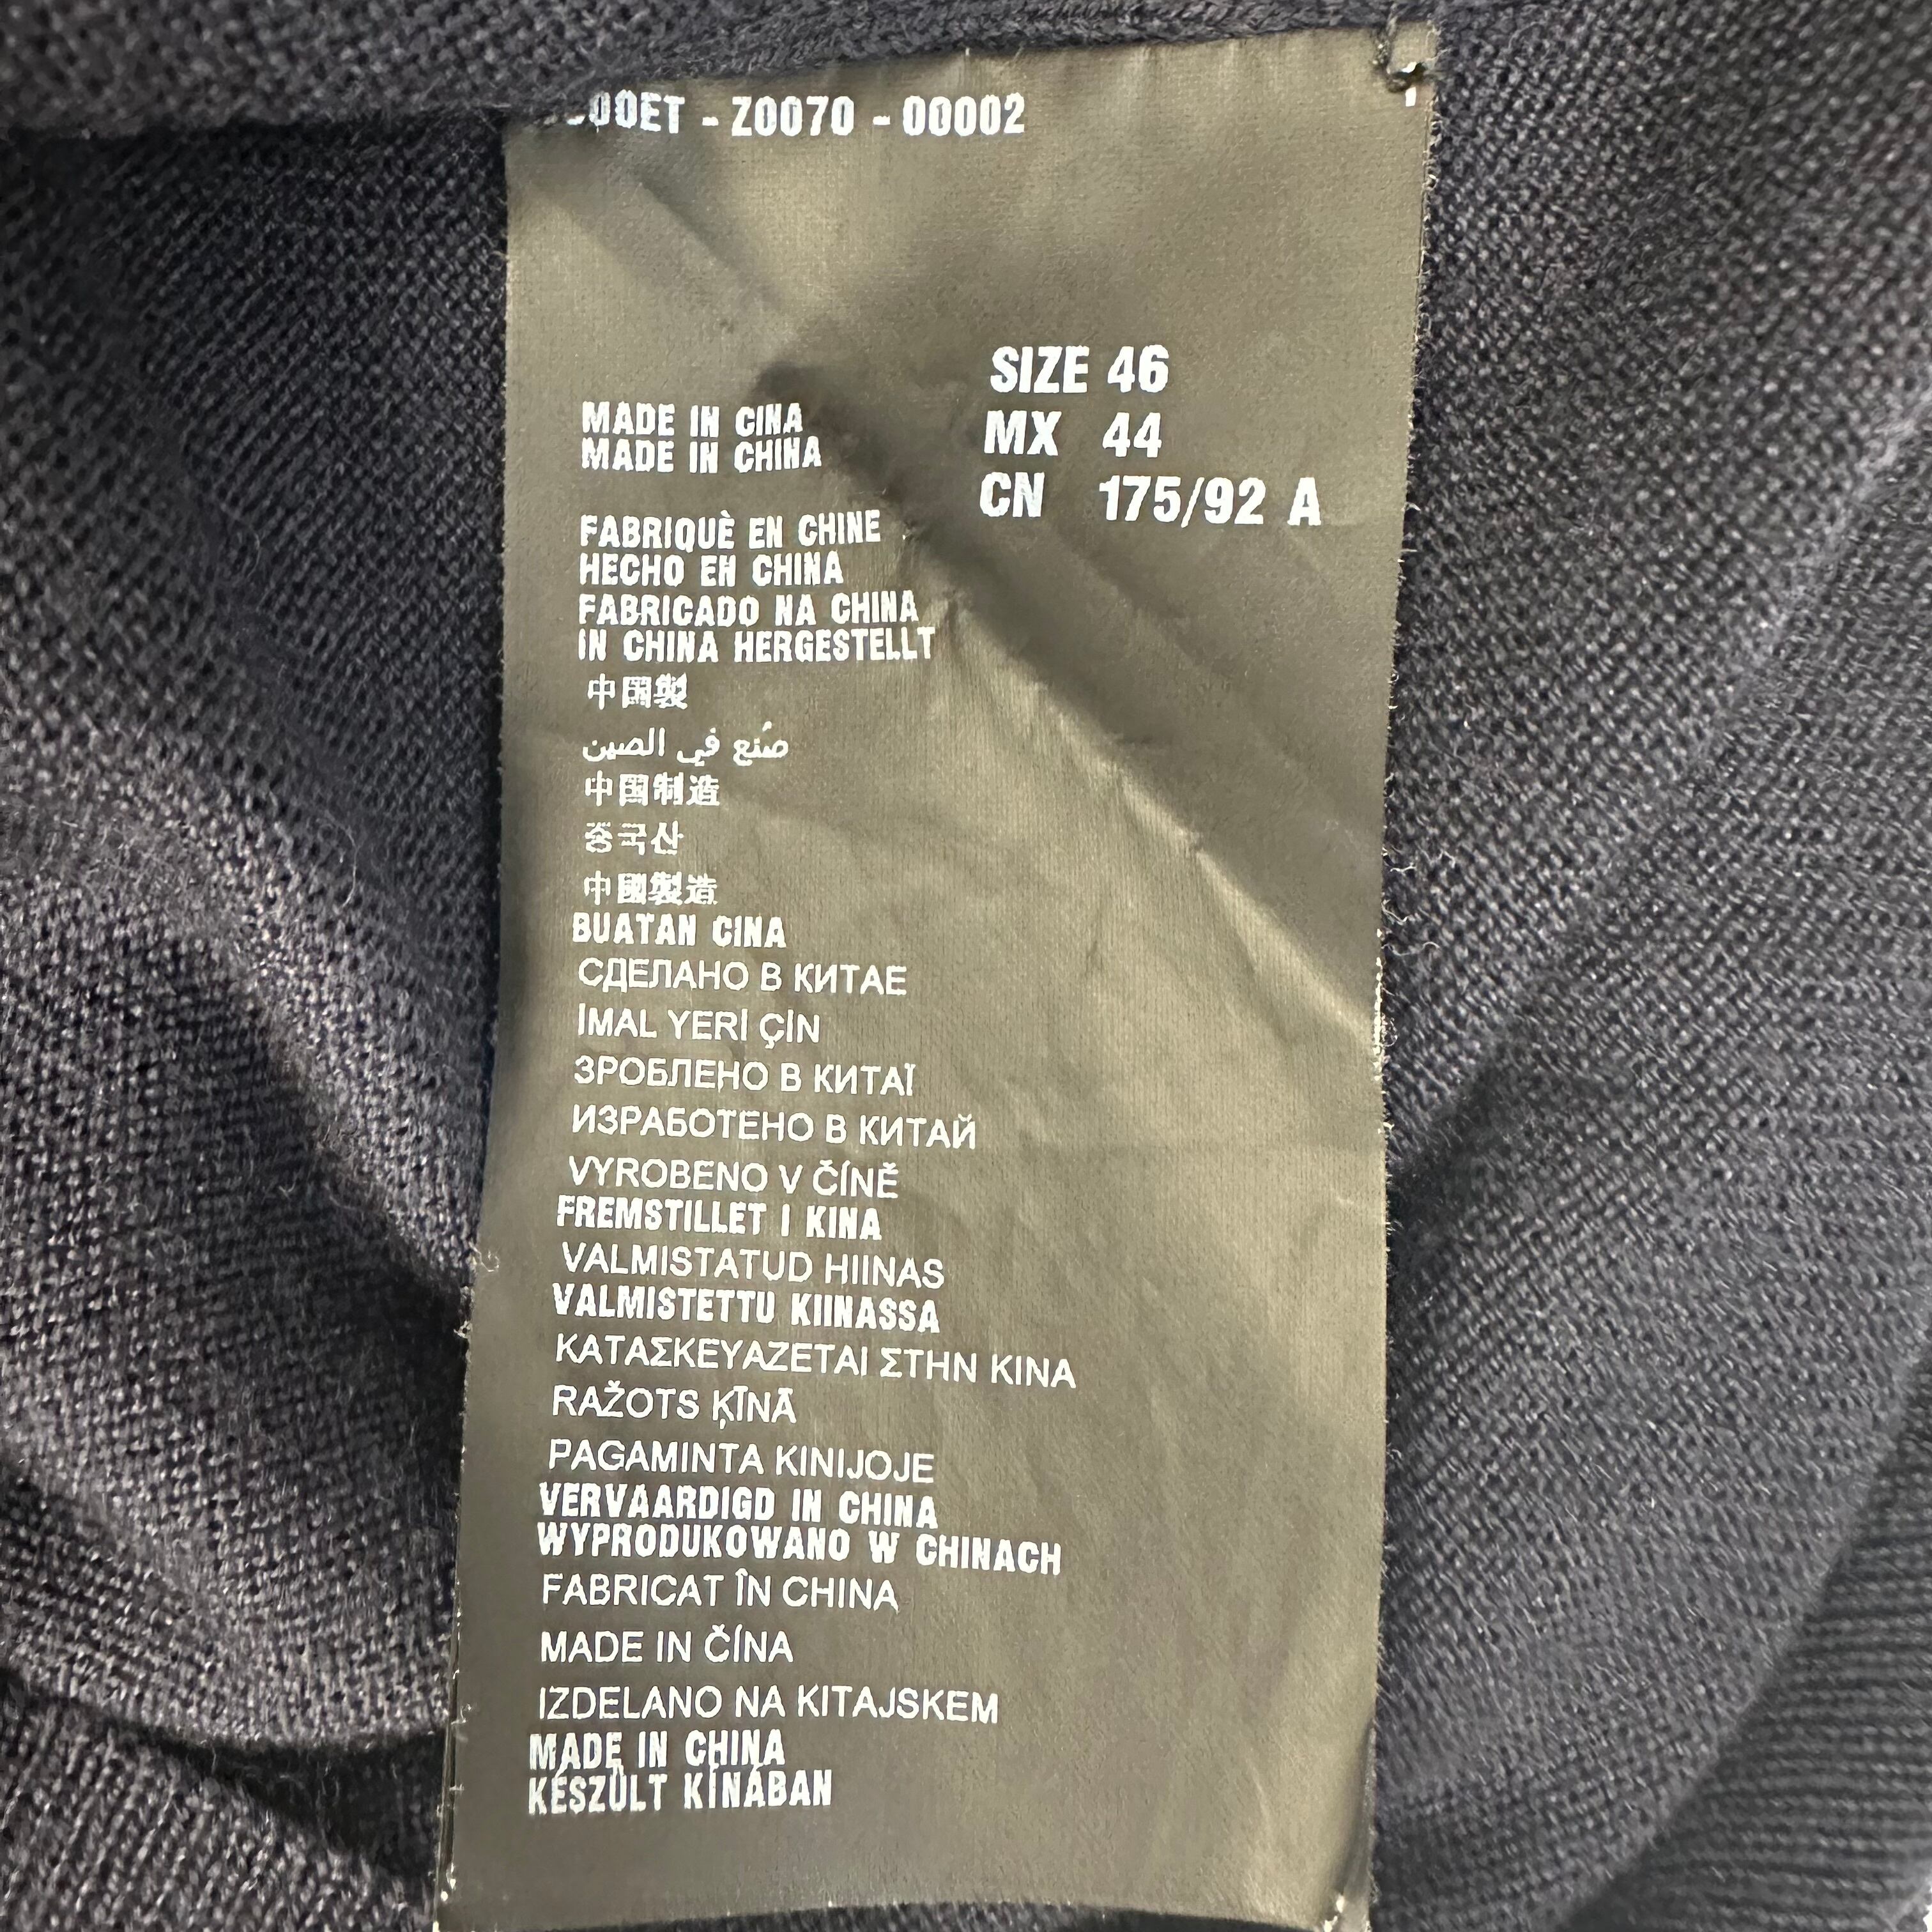 00ET - Z0070 - 00002
SIZE 46
MX 44
CN 175/92 A
MADE IN CINA
MADE IN CHINA
FABRIQUÈ EN CHINE
HECHO EN CHINA
FABRICADO NA CHINA
IN CHINA HERGESTELLT
中国製
صُنع في الصين
中国制造
중국산
中國製造
BUATAN CINA
СДЕЛАНО В КИТАЕ
İMAL YERİ ÇİN
ЗРОБЛЕНО В КИТАЇ
ИЗРАБОТЕНО В КИТАЙ
VYROBENO V ČÍNĚ
FREMSTILLET I KINA
VALMISTATUD HIINAS
VALMISTETTU KIINASSA
ΚΑΤΑΣΚΕΥΑΖΕΤΑΙ ΣΤΗΝ ΚΙΝΑ
RAŽOTS ĶĪNĀ
PAGAMINTA KINIJOJE
VERVAARDIGD IN CHINA
WYPRODUKOWANO W CHINACH
FABRICAT ÎN CHINA
MADE IN ČÍNA
IZDELANO NA KITAJSKEM
MADE IN CHINA
KÉSZÜLT KÍNÁBAN